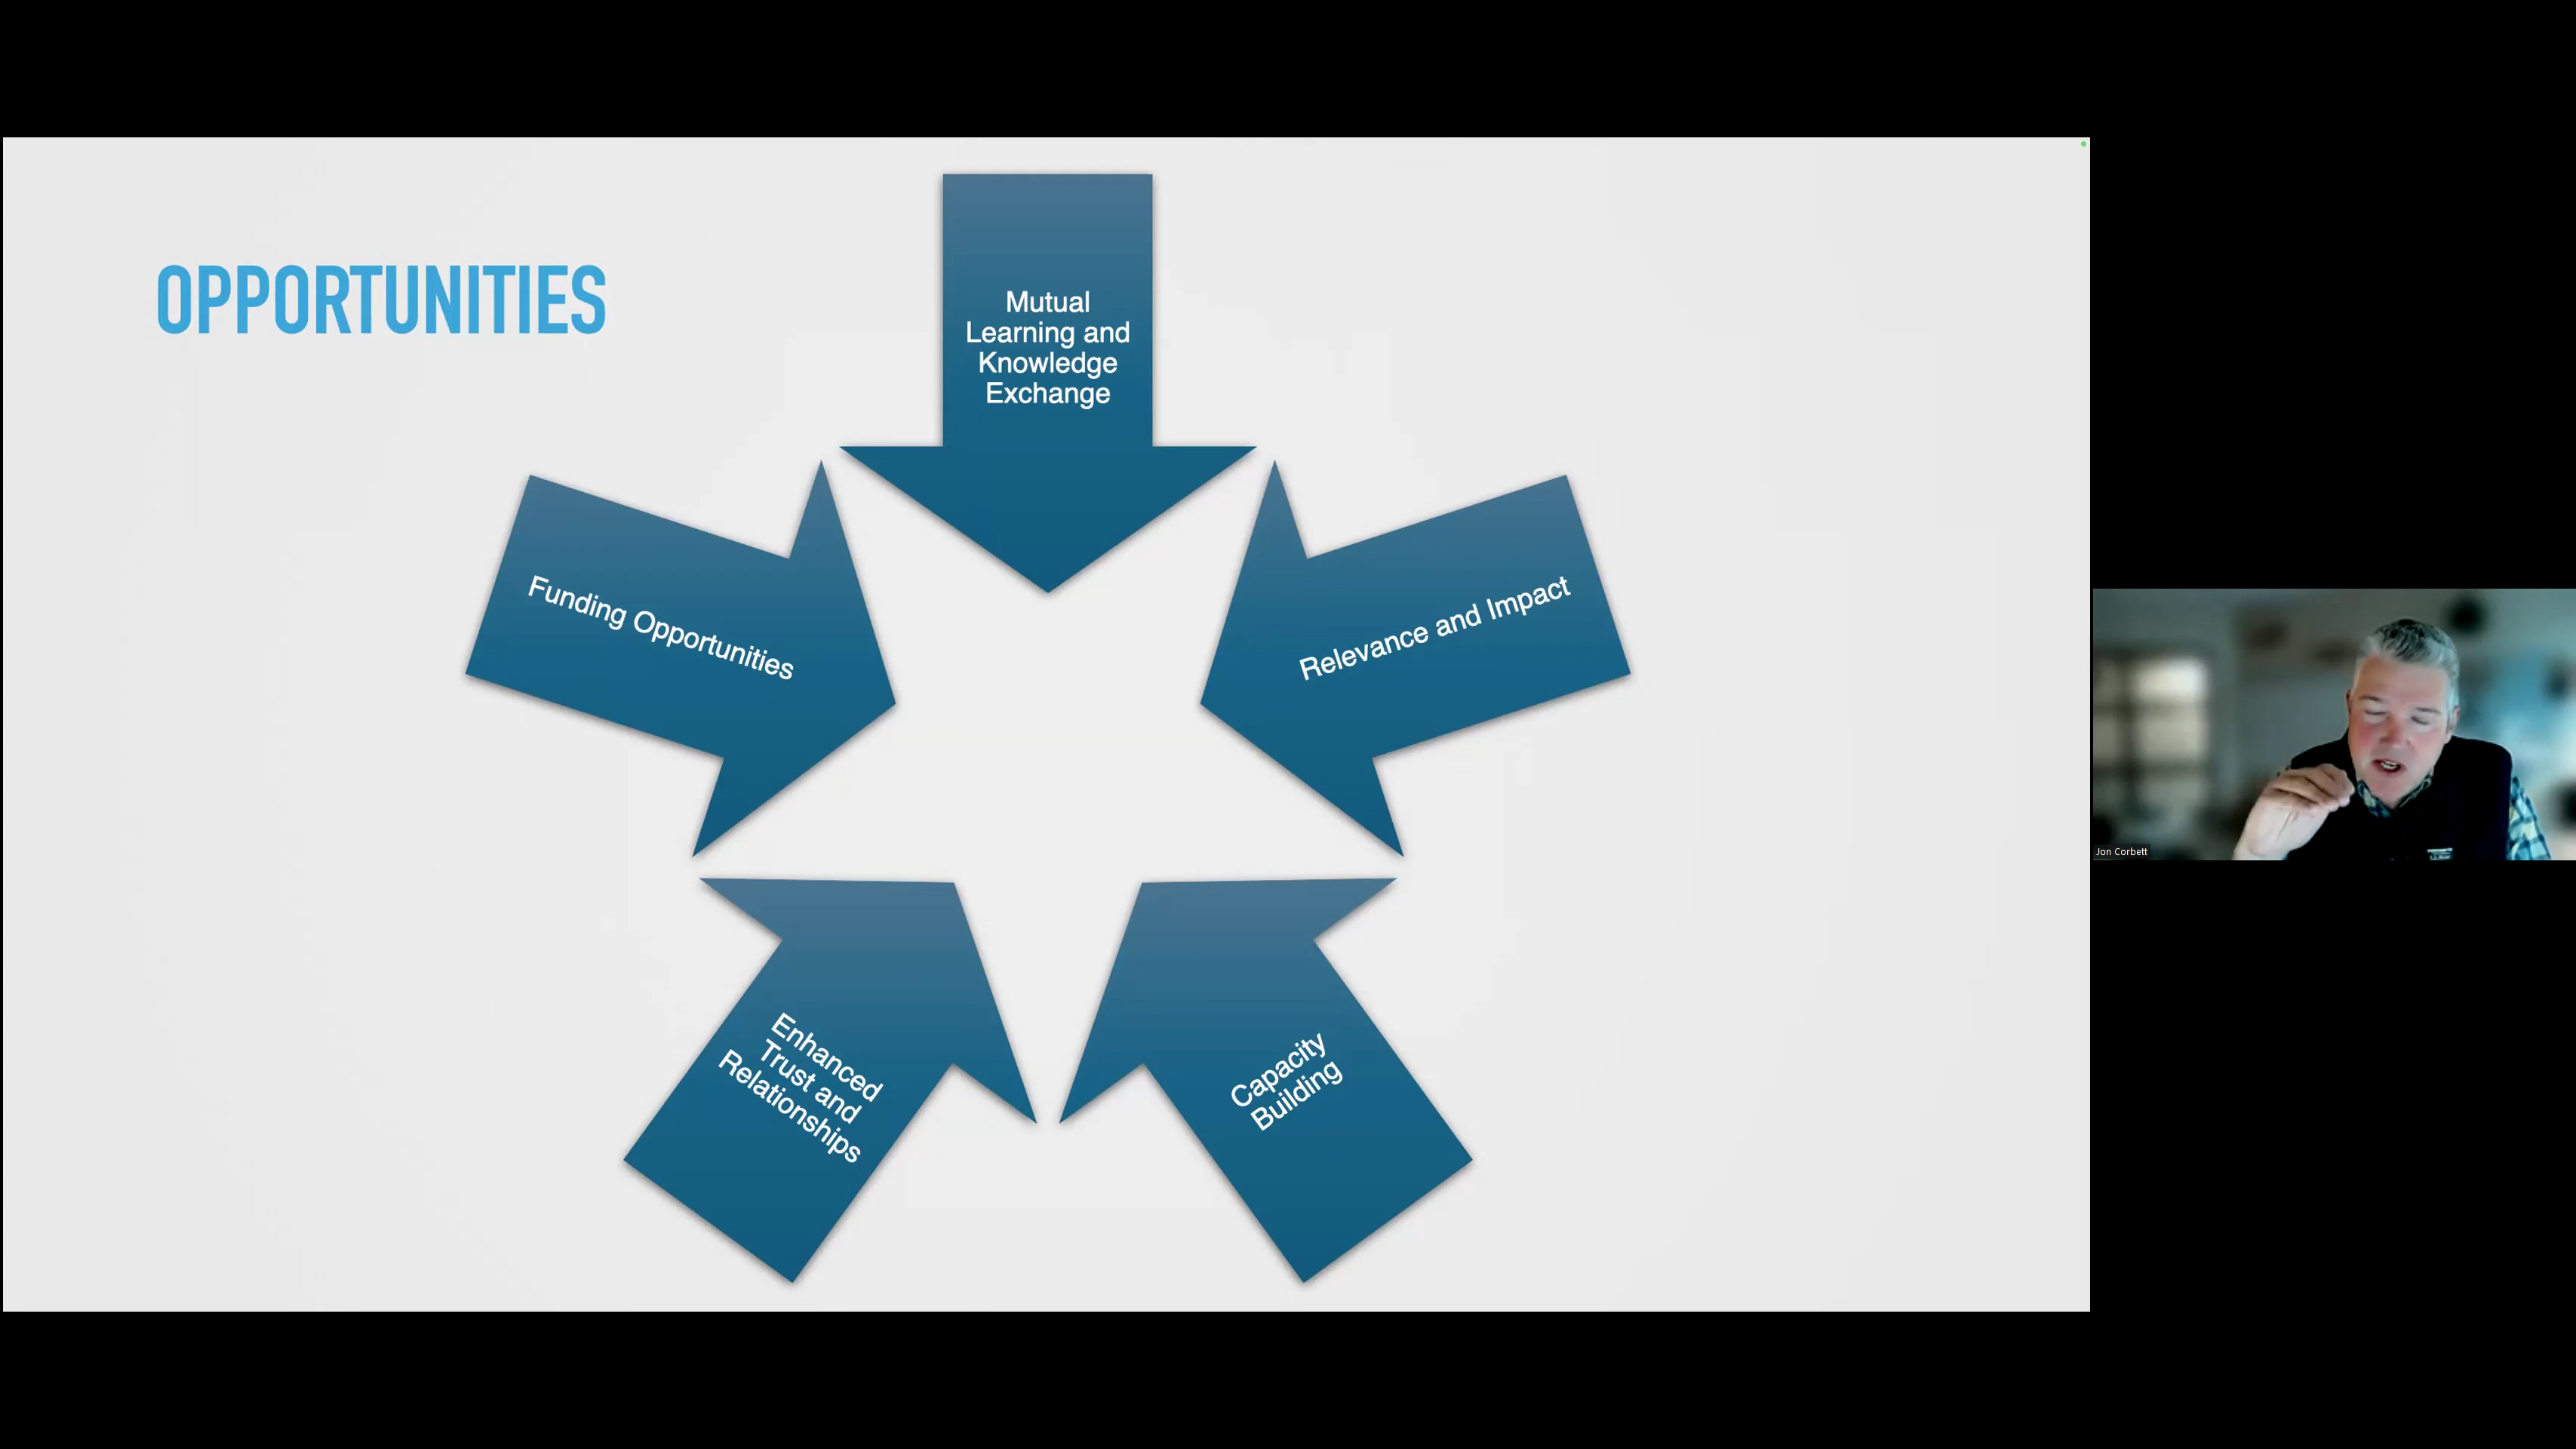 OPPORTUNITIES
Mutual
Learning and
Knowledge
Exchange
Funding Opportunities
Relevance and Impact
Enhanced
Trust and
Relationships
Capacity
Building
Jon Corbett